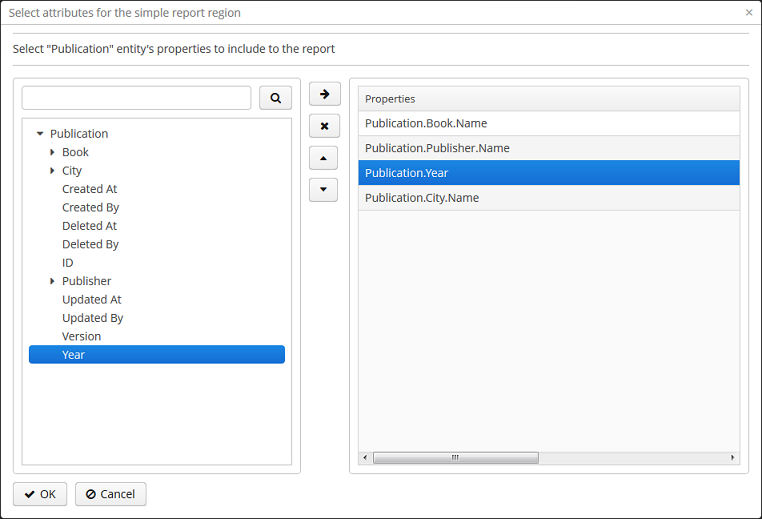 Select attributes for the simple report region
Select "Publication" entity's properties to include to the report
Publication
Book
City
Created At
Created By
Deleted At
Deleted By
ID
Publisher
Updated At
Updated By
Version
Year
Properties
Publication.Book.Name
Publication.Publisher.Name
Publication.Year
Publication.City.Name
OK
Cancel